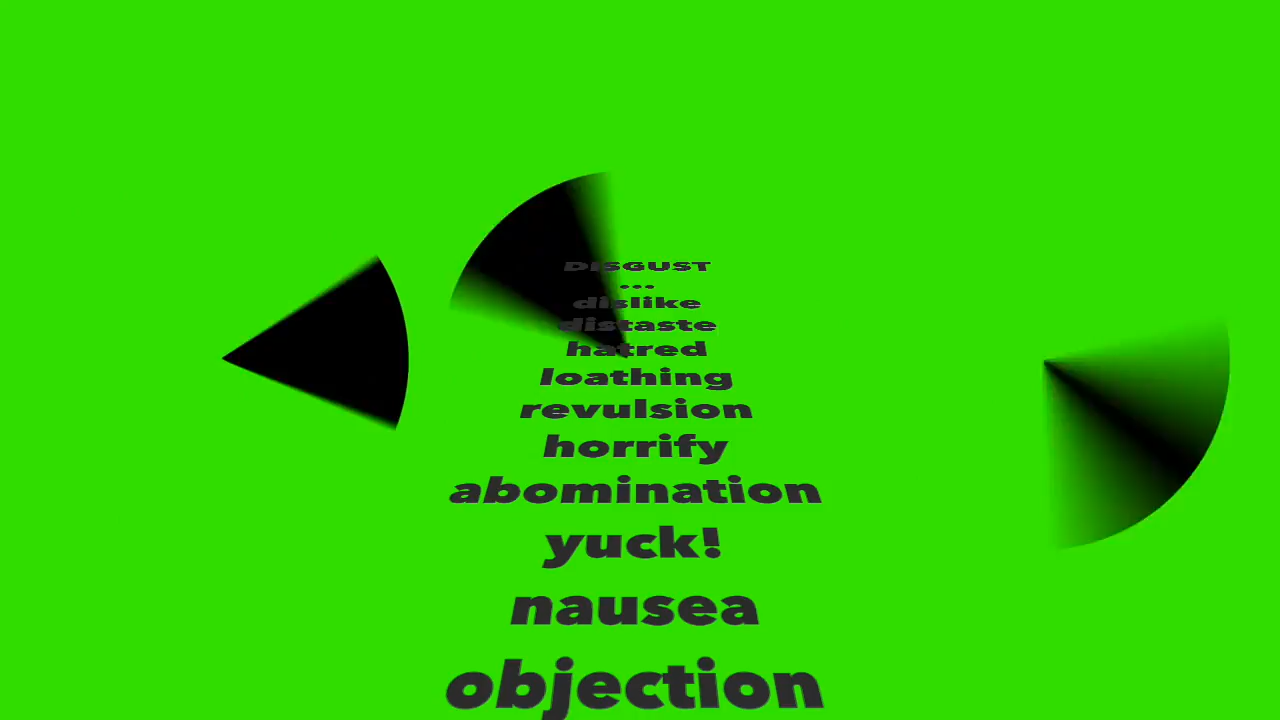 DISGUST
...
dislike
distaste
hatred
loathing
revulsion
horrify
abomination
yuck!
nausea
objection